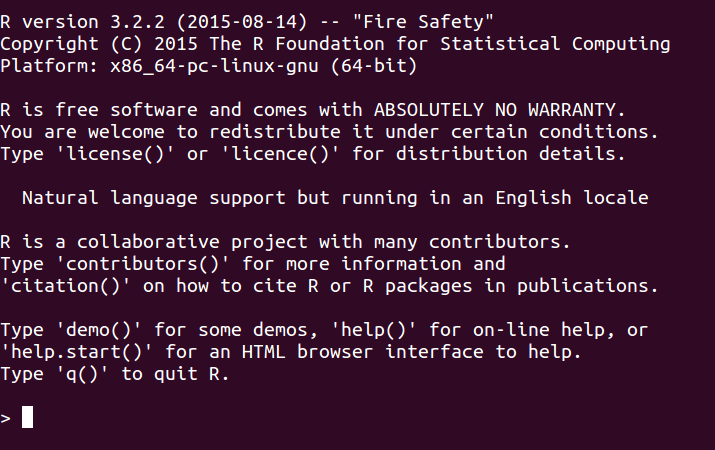 R version 3.2.2 (2015-08-14) -- "Fire Safety"
Copyright (C) 2015 The R Foundation for Statistical Computing
Platform: x86_64-pc-linux-gnu (64-bit)

R is free software and comes with ABSOLUTELY NO WARRANTY.
You are welcome to redistribute it under certain conditions.
Type 'license()' or 'licence()' for distribution details.

  Natural language support but running in an English locale

R is a collaborative project with many contributors.
Type 'contributors()' for more information and
'citation()' on how to cite R or R packages in publications.

Type 'demo()' for some demos, 'help()' for on-line help, or
'help.start()' for an HTML browser interface to help.
Type 'q()' to quit R.

>